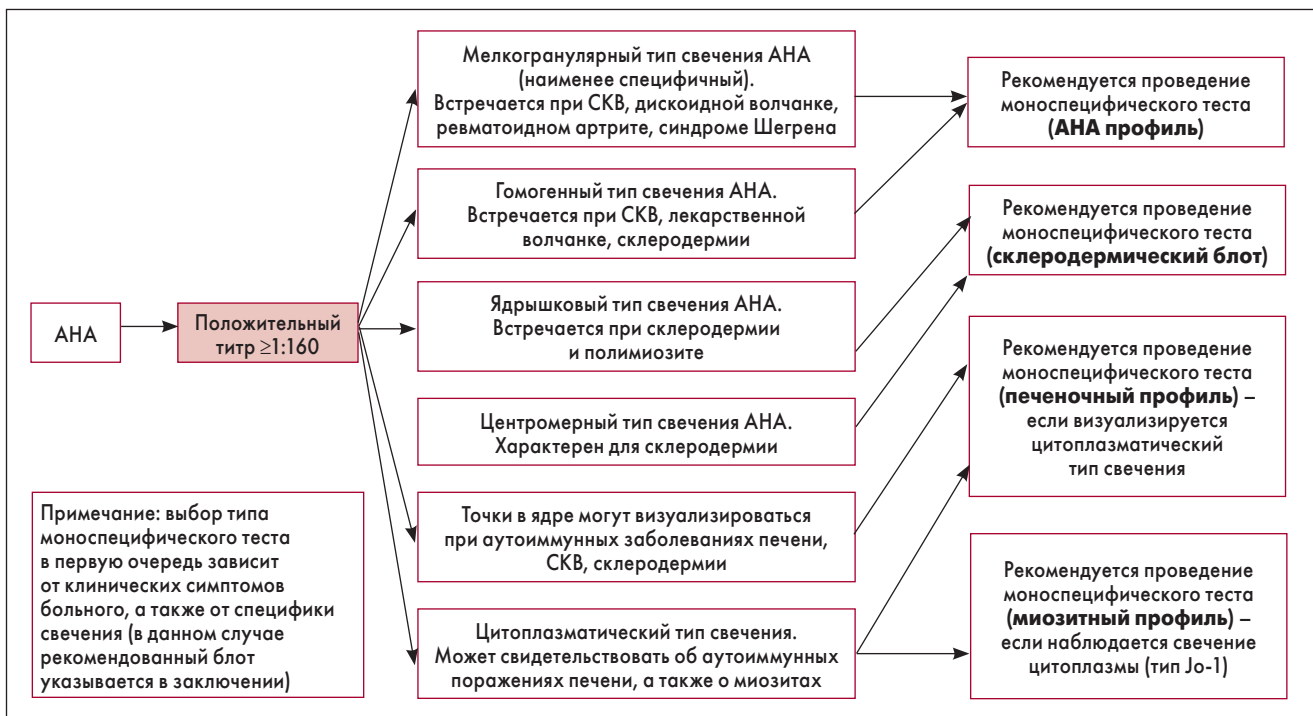 АНА
Положительный
титр ≥1:160
Примечание: выбор типа
моноспецифического теста
в первую очередь зависит
от клинических симптомов
больного, а также от специфики
свечения (в данном случае
рекомендованный блот
указывается в заключении)
Мелкогранулярный тип свечения АНА
(наименее специфичный).
Встречается при СКВ, дискоидной волчанке,
ревматоидном артрите, синдроме Шегрена
Гомогенный тип свечения АНА.
Встречается при СКВ, лекарственной
волчанке, склеродермии
Ядрышковый тип свечения АНА.
Встречается при склеродермии
и полимиозите
Центромерный тип свечения АНА.
Характерен для склеродермии
Точки в ядре могут визуализироваться
при аутоиммунных заболеваниях печени,
СКВ, склеродермии
Цитоплазматический тип свечения.
Может свидетельствовать об аутоиммунных
поражениях печени, а также о миозитах
Рекомендуется проведение
моноспецифического теста
(АНА профиль)
Рекомендуется проведение
моноспецифического теста
(склеродермический блот)
Рекомендуется проведение
моноспецифического теста
(печеночный профиль) –
если визуализируется
цитоплазматический
тип свечения
Рекомендуется проведение
моноспецифического теста
(миозитный профиль) –
если наблюдается свечение
цитоплазмы (тип Jo-1)